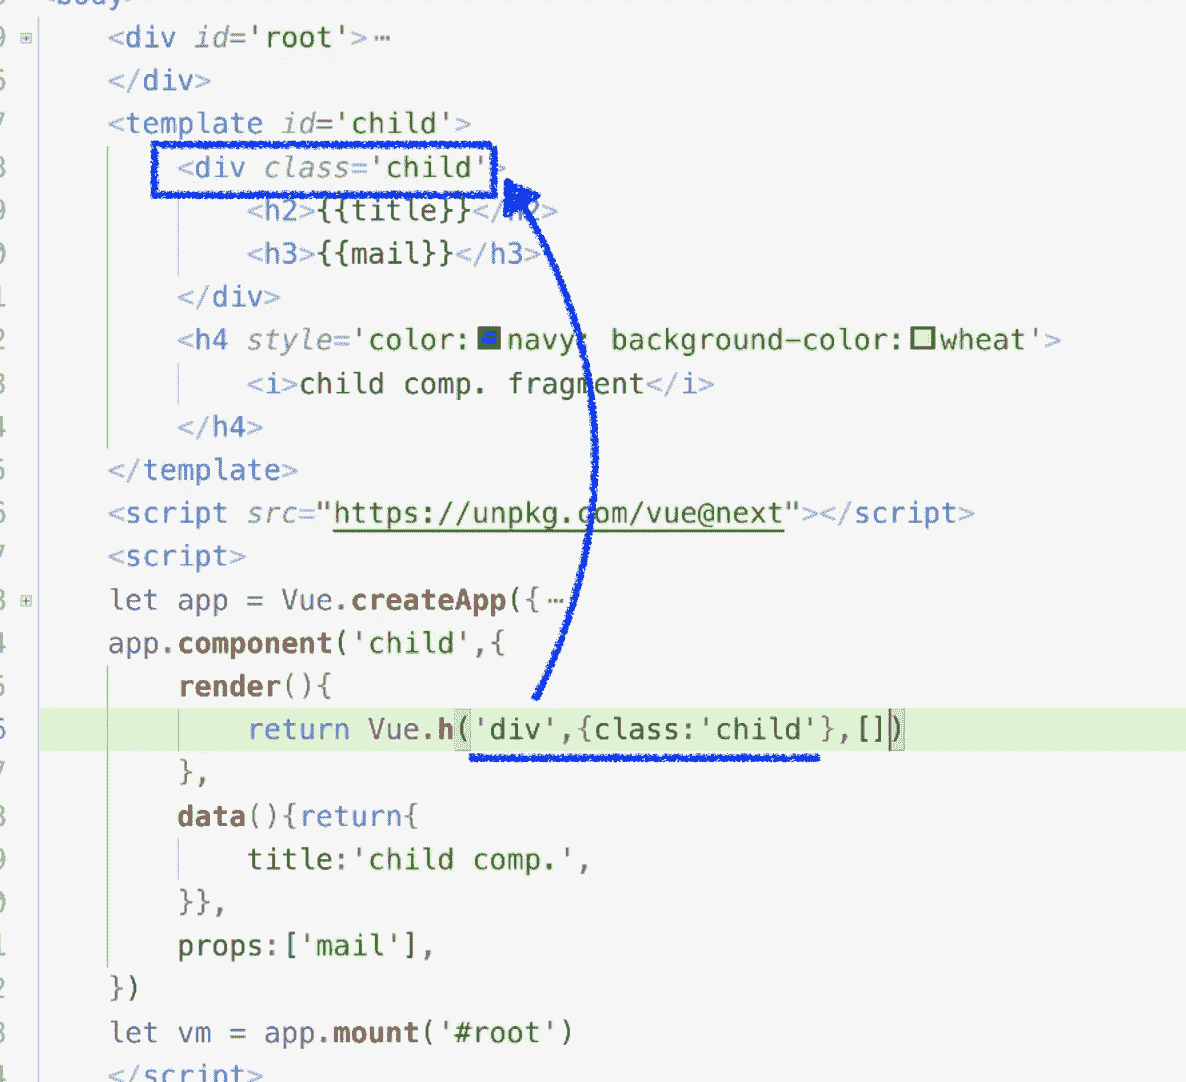 <body>
<div id='root'>…
</div>
<template id='child'>
<div class='child'>
<h2>{{title}}</h2>
<h3>{{mail}}</h3>
</div>
<h4 style='color:navy; background-color:wheat'>
<i>child comp. fragment</i>
</h4>
</template>
<script src="https://unpkg.com/vue@next"></script>
<script>
let app = Vue.createApp({…
app.component('child',{
render(){
return Vue.h('div',{class:'child'},[])
},
data(){return{
title:'child comp.',
}},
props:['mail'],
})
let vm = app.mount('#root')
</script>